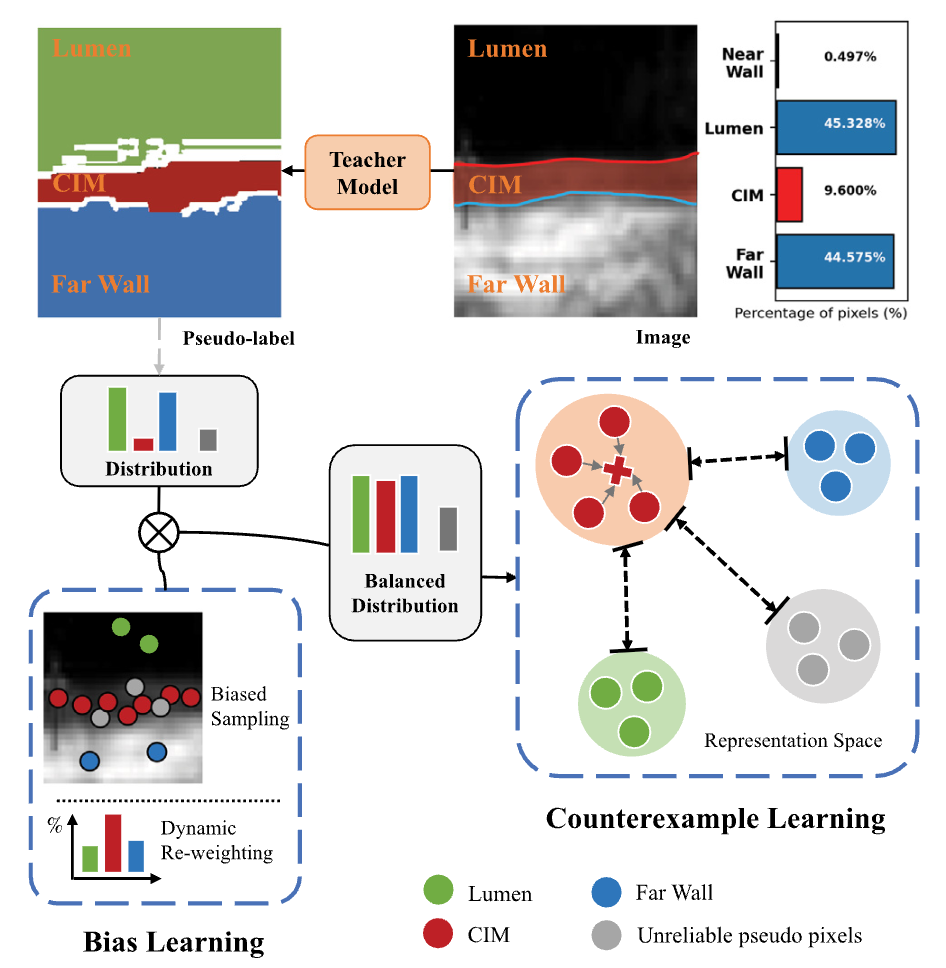 Lumen
CIM
Far Wall
Teacher
Model
Lumen
CIM
Far Wall
Near
Wall
0.497%
Lumen
45.328%
CIM
9.600%
Far
Wall
44.575%
Percentage of pixels (%)
Pseudo-label
Image
Distribution
Balanced
Distribution
Biased
Sampling
%
Dynamic
Re-weighting
Bias Learning
Representation Space
Counterexample Learning
Lumen
Far Wall
CIM
Unreliable pseudo pixels